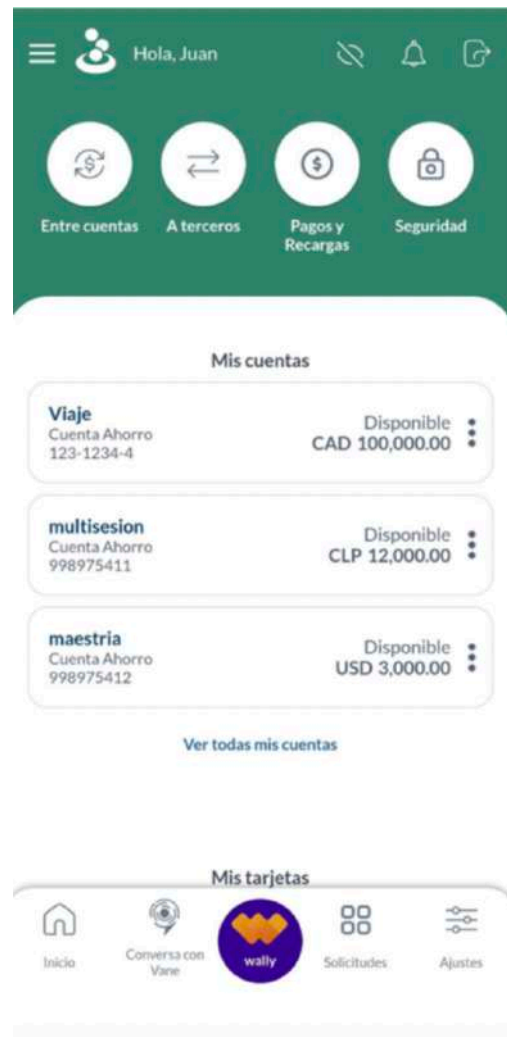 Hola, Juan
Entre cuentas
A terceros
Pagos y
Recargas
Seguridad
Mis cuentas
Viaje
Cuenta Ahorro
123-1234-4
Disponible
CAD 100,000.00
multisesion
Cuenta Ahorro
998975411
Disponible
CLP 12,000.00
maestria
Cuenta Ahorro
998975412
Disponible
USD 3,000.00
Ver todas mis cuentas
Mis tarjetas
Inicio
Conversa con
Vane
wally
Solicitudes
Ajustes